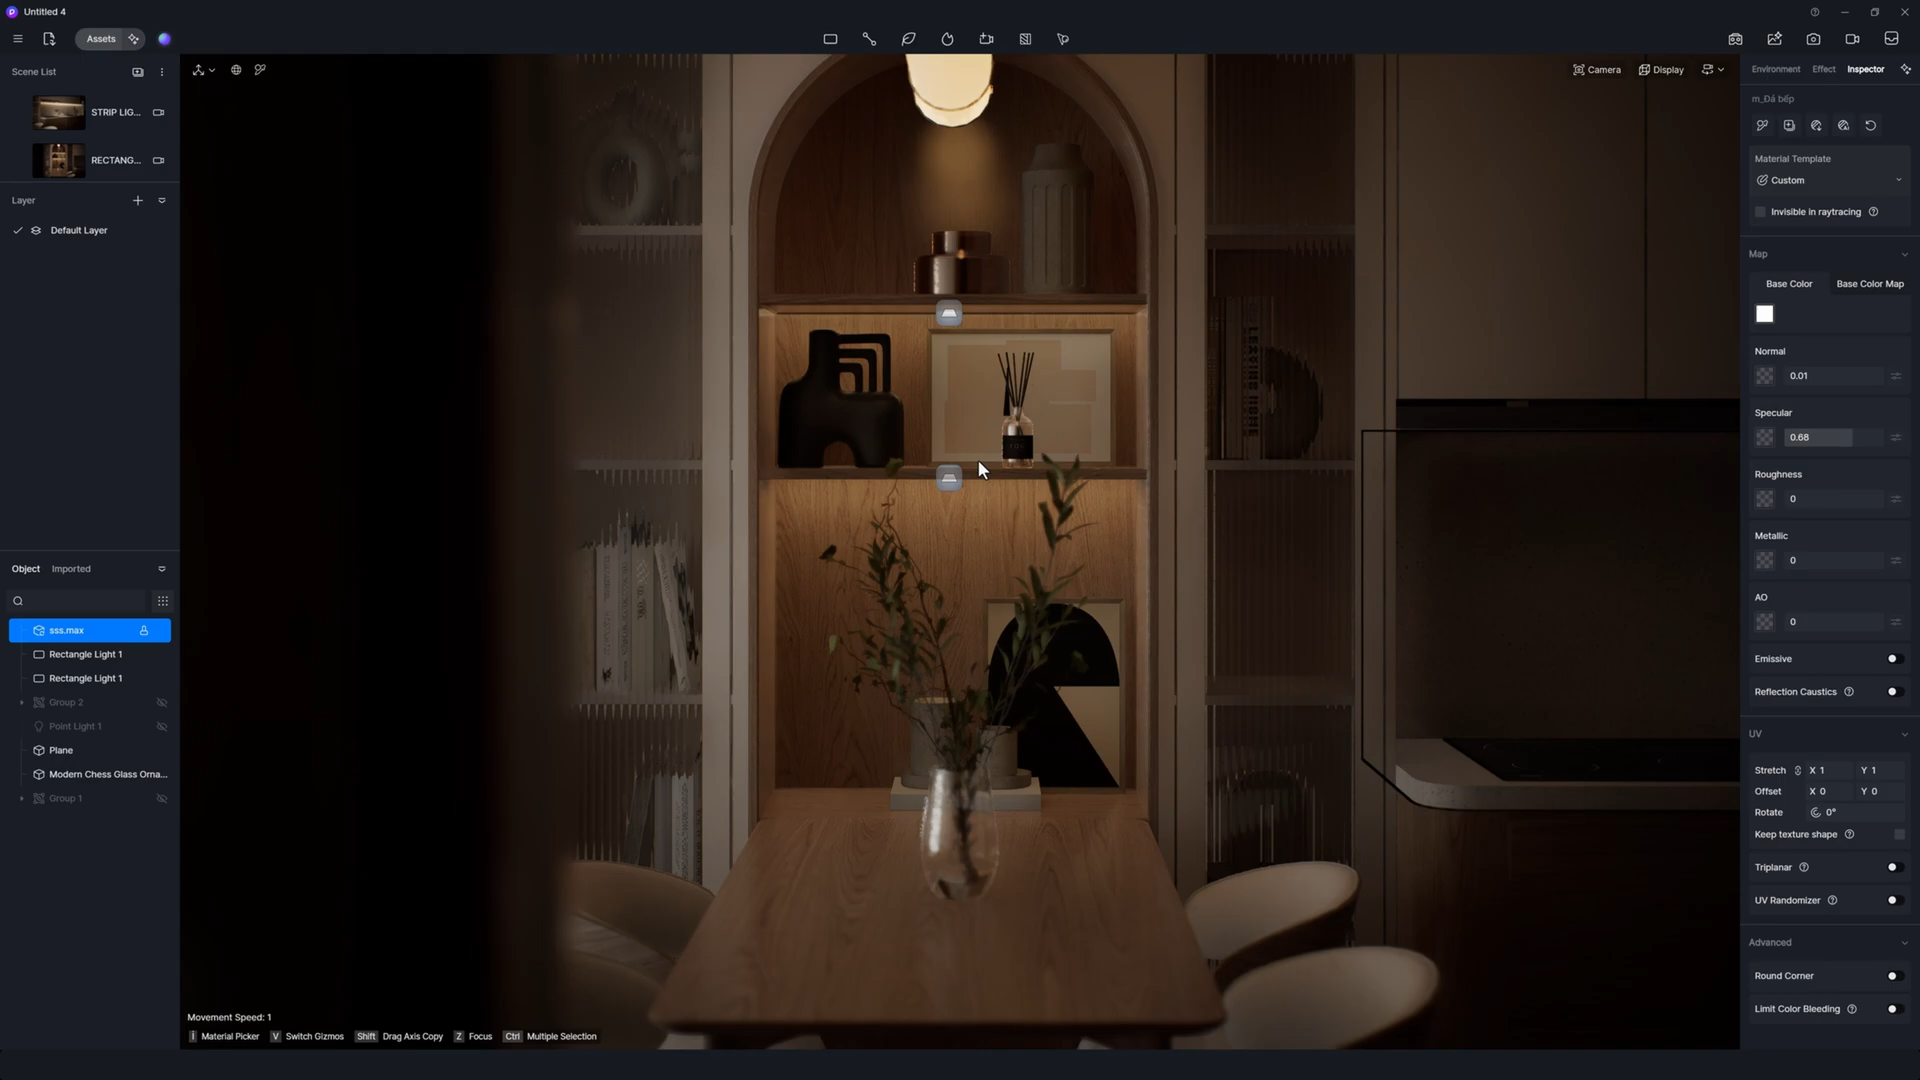 Untitled 4
Assets
Scene List
STRIP LIG...
RECTANG...
Layer
Default Layer
Object
Imported
sss.max
Rectangle Light 1
Rectangle Light 1
Group 2
Point Light 1
Plane
Modern Chess Glass Orna...
Group 1
Camera
Display
Movement Speed: 1
i Material Picker V Switch Gizmos Shift Drag Axis Copy Z Focus Ctrl Multiple Selection
Environment
Effect
Inspector
m_Đá bếp
Material Template
Custom
Invisible in raytracing
Map
Base Color
Base Color Map
Normal
0.01
Specular
0.68
Roughness
0
Metallic
0
AO
0
Emissive
Reflection Caustics
UV
Stretch X 1 Y 1
Offset X 0 Y 0
Rotate 0°
Keep texture shape
Triplanar
UV Randomizer
Advanced
Round Corner
Limit Color Bleeding